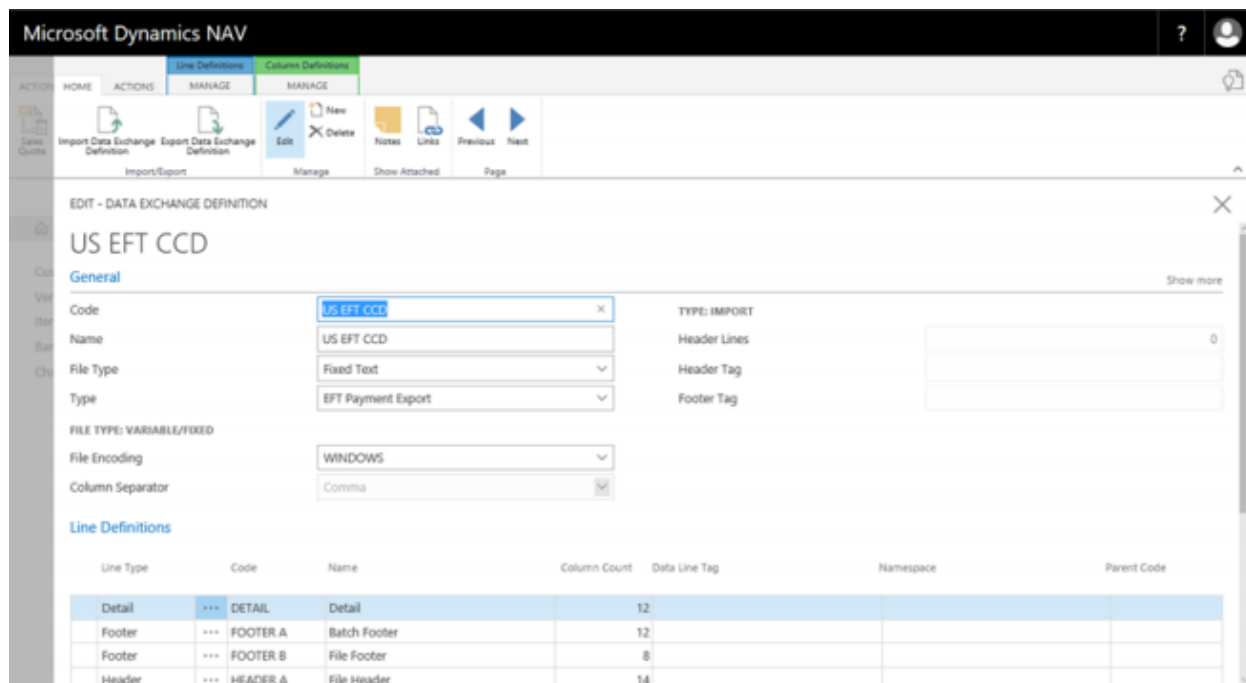 Microsoft Dynamics NAV ?
Line Definitions Column Definitions
ACTION HOME ACTIONS MANAGE MANAGE
Sales Quote
Import Data Exchange Definition
Export Data Exchange Definition
Edit
New
Delete
Notes
Links
Previous
Next
Import/Export Manage Show Attached Page
EDIT - DATA EXCHANGE DEFINITION
US EFT CCD
General
Show more
Code US EFT CCD TYPE: IMPORT
Name US EFT CCD Header Lines 0
File Type Fixed Text Header Tag
Type EFT Payment Export Footer Tag
FILE TYPE: VARIABLE/FIXED
File Encoding WINDOWS
Column Separator Comma
Line Definitions
Line Type Code Name Column Count Data Line Tag Namespace Parent Code
Detail ... DETAIL Detail 12
Footer ... FOOTER A Batch Footer 12
Footer ... FOOTER B File Footer 8
Header ... HEADER A File Header 14